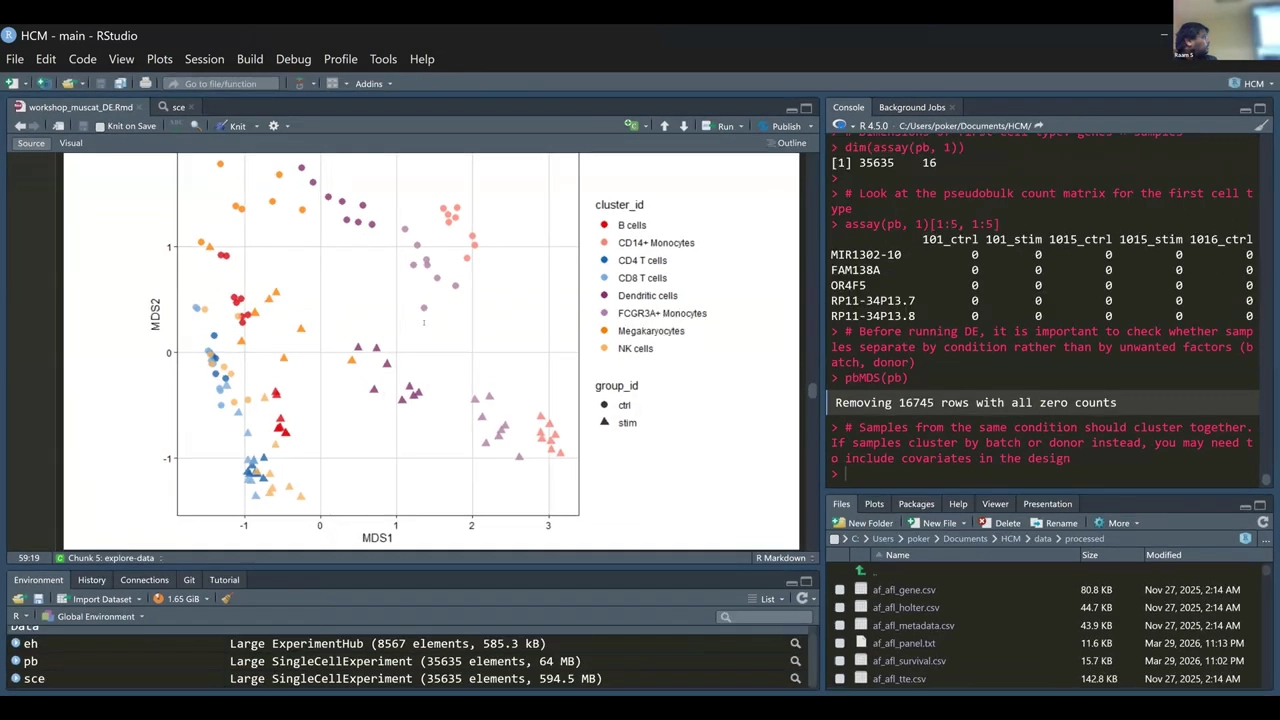 HCM - main - RStudio
Raam S
File Edit Code View Plots Session Build Debug Profile Tools Help
Go to file/function
Addins
HCM
workshop_muscat_DE.Rmd
sce
Knit on Save
Knit
Run
Publish
Source
Visual
Outline
MDS2
1
0
-1
-1
0
1
2
3
MDS1
cluster_id
B cells
CD14+ Monocytes
CD4 T cells
CD8 T cells
Dendritic cells
FCGR3A+ Monocytes
Megakaryocytes
NK cells
group_id
ctrl
stim
59:19
Chunk 5: explore-data
R Markdown
Environment History Connections Git Tutorial
Import Dataset
1.65 GiB
List
R
Global Environment
Data
eh Large ExperimentHub (8567 elements, 585.3 kB)
pb Large SingleCellExperiment (35635 elements, 64 MB)
sce Large SingleCellExperiment (35635 elements, 594.5 MB)
Console Background Jobs
R 4.5.0 C:/Users/poker/Documents/HCM/
> dim(assay(pb, 1))
[1] 35635 16
>
> # Look at the pseudobulk count matrix for the first cell t
ype
> assay(pb, 1)[1:5, 1:5]
101_ctrl 101_stim 1015_ctrl 1015_stim 1016_ctrl
MIR1302-10 0 0 0 0 0
FAM138A 0 0 0 0 0
OR4F5 0 0 0 0 0
RP11-34P13.7 0 0 0 0 0
RP11-34P13.8 0 0 0 0 0
> # Before running DE, it is important to check whether samp
les separate by condition rather than by unwanted factors (b
atch, donor)
> pbMDS(pb)
Removing 16745 rows with all zero counts
> # Samples from the same condition should cluster together.
If samples cluster by batch or donor instead, you may need t
o include covariates in the design
>
Files Plots Packages Help Viewer Presentation
New Folder New File Delete Rename More
C: Users poker Documents HCM data processed
Name Size Modified
..
af_afl_gene.csv 80.8 KB Nov 27, 2025, 2:14 AM
af_afl_holter.csv 44.7 KB Nov 27, 2025, 2:14 AM
af_afl_metadata.csv 43.9 KB Nov 27, 2025, 2:14 AM
af_afl_panel.txt 11.6 KB Mar 29, 2026, 11:13 PM
af_afl_survival.csv 15.7 KB Mar 29, 2026, 11:02 PM
af_afl_tte.csv 142.8 KB Nov 27, 2025, 2:14 AM